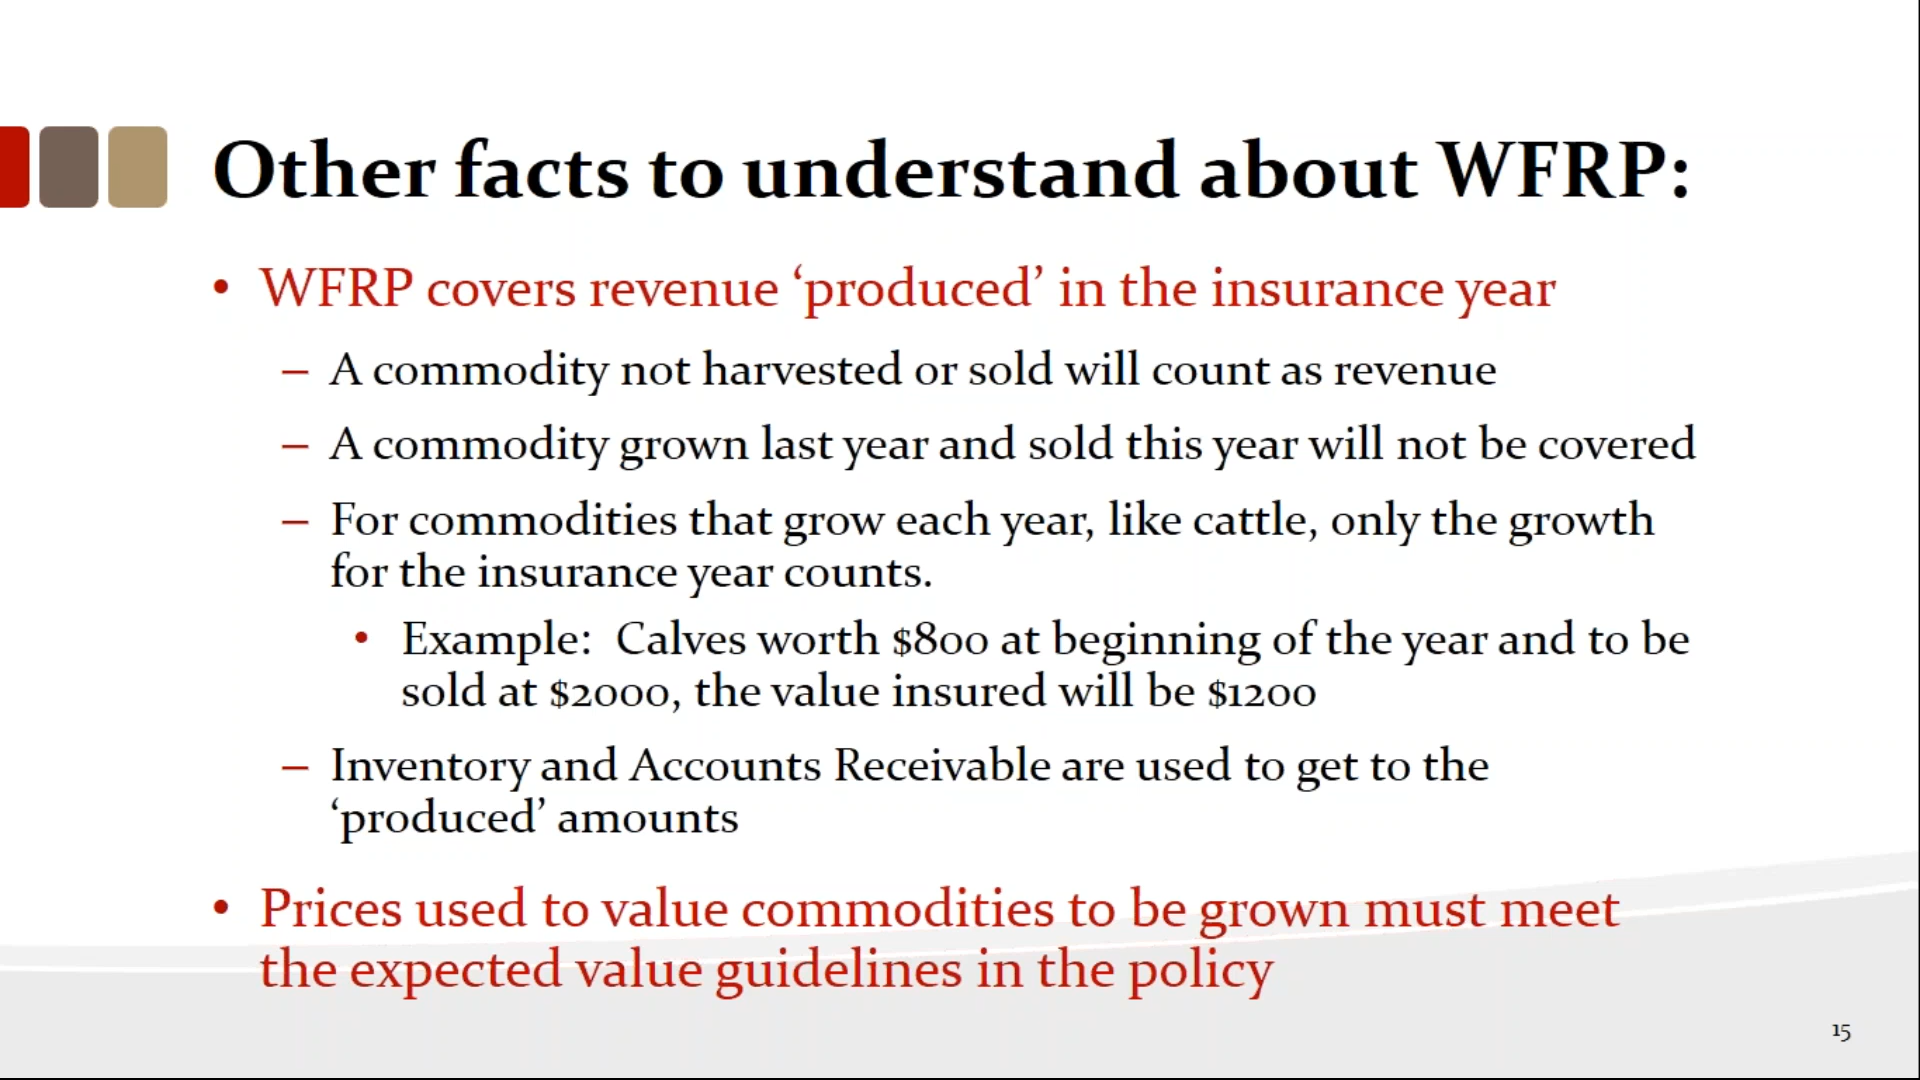 Other facts to understand about WFRP:
• WFRP covers revenue ‘produced’ in the insurance year
– A commodity not harvested or sold will count as revenue
– A commodity grown last year and sold this year will not be covered
– For commodities that grow each year, like cattle, only the growth
for the insurance year counts.
• Example:  Calves worth $800 at beginning of the year and to be
sold at $2000, the value insured will be $1200
– Inventory and Accounts Receivable are used to get to the
‘produced’ amounts
• Prices used to value commodities to be grown must meet
the expected value guidelines in the policy
15